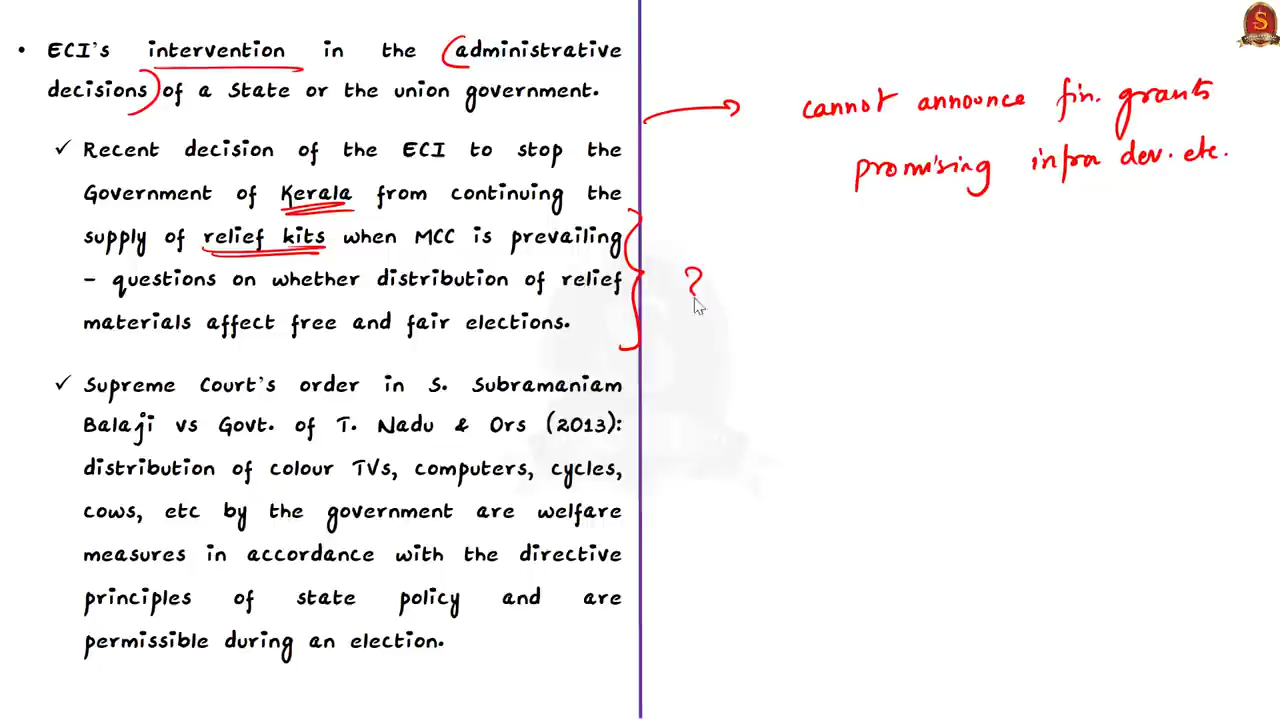 • ECI's intervention in the (administrative
decisions) of a State or the union government.
✓ Recent decision of the ECI to stop the
Government of Kerala from continuing the
supply of relief kits when MCC is prevailing
– questions on whether distribution of relief
materials affect free and fair elections.
✓ Supreme Court's order in S. Subramaniam
Balaji vs Govt. of T. Nadu & Ors (2013):
distribution of colour TVs, computers, cycles,
cows, etc by the government are welfare
measures in accordance with the directive
principles of state policy and are
permissible during an election.
cannot announce fin. grants
promising infra dev. etc.
?
S